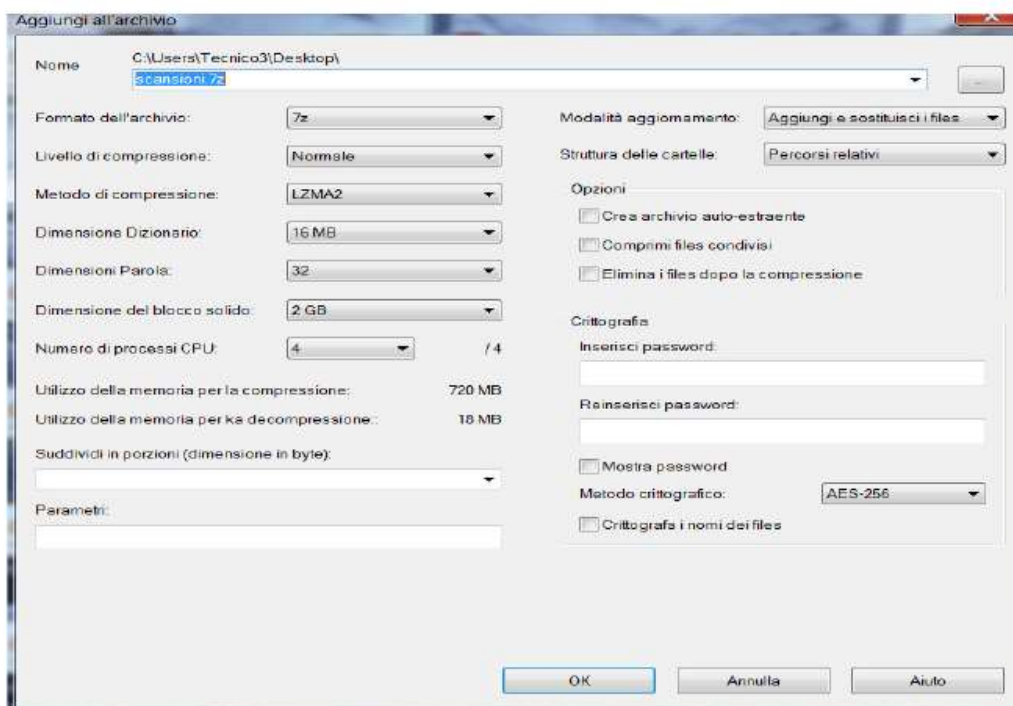 Aggiungi all'archivio
Nome
C:\Users\Tecnico3\Desktop\
scansioni.7z
...
Formato dell'archivio:
7z
Livello di compressione:
Normale
Metodo di compressione:
LZMA2
Dimensione Dizionario:
16 MB
Dimensioni Parola:
32
Dimensione del blocco solido:
2 GB
Numero di processi CPU:
4
/ 4
Utilizzo della memoria per la compressione:
720 MB
Utilizzo della memoria per ka decompressione.:
18 MB
Suddividi in porzioni (dimensione in byte):
Parametri:
Modalità aggiornamento:
Aggiungi e sostituisci i files
Struttura delle cartelle:
Percorsi relativi
Opzioni
Crea archivio auto-estraente
Comprimi files condivisi
Elimina i files dopo la compressione
Crittografia
Inserisci password:
Reinserisci password:
Mostra password
Metodo crittografico:
AES-256
Crittografa i nomi dei files
OK
Annulla
Aiuto